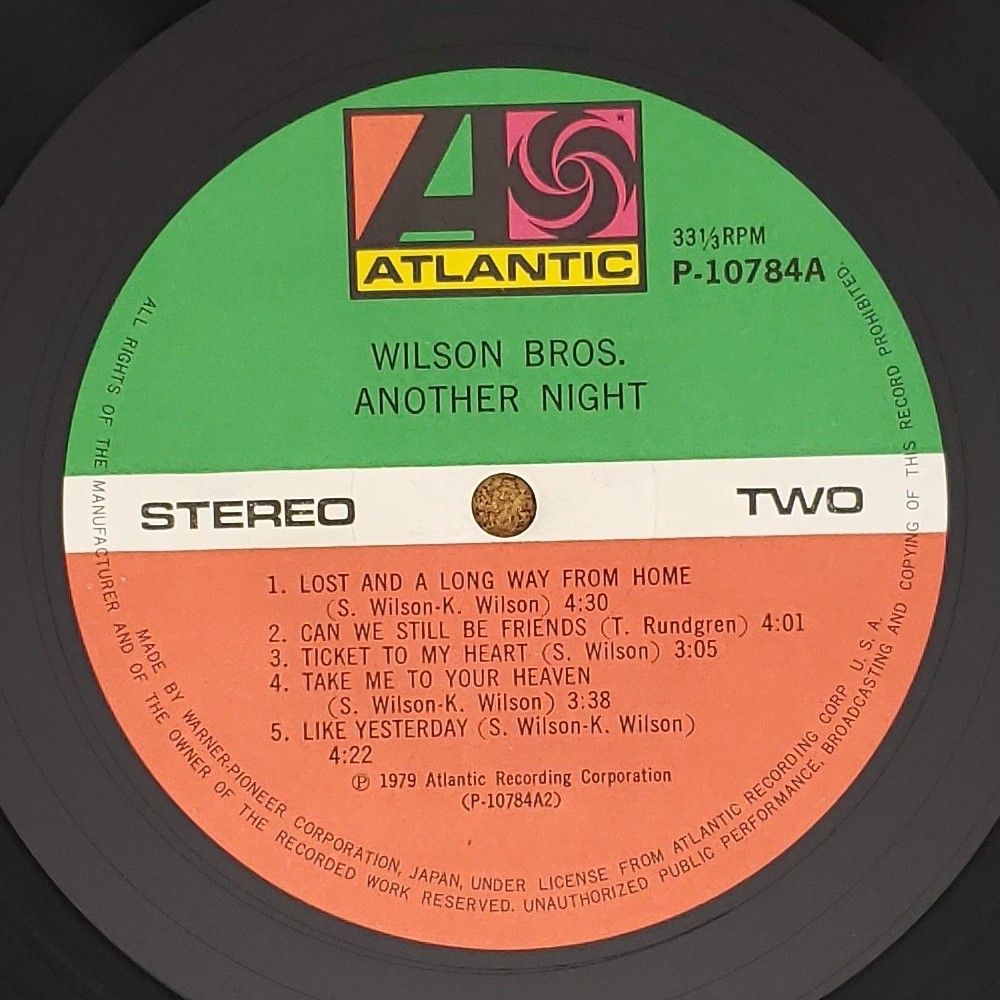 ATLANTIC
33⅓ RPM
P-10784A
WILSON BROS.
ANOTHER NIGHT
STEREO
TWO
1. LOST AND A LONG WAY FROM HOME
(S. Wilson-K. Wilson) 4:30
2. CAN WE STILL BE FRIENDS (T. Rundgren) 4:01
3. TICKET TO MY HEART (S. Wilson) 3:05
4. TAKE ME TO YOUR HEAVEN
(S. Wilson-K. Wilson) 3:38
5. LIKE YESTERDAY (S. Wilson-K. Wilson)
4:22
℗ 1979 Atlantic Recording Corporation
(P-10784A2)
MADE BY WARNER-PIONEER CORPORATION, JAPAN, UNDER LICENSE FROM ATLANTIC RECORDING CORP. U. S. A.
ALL RIGHTS OF THE MANUFACTURER AND OF THE OWNER OF THE RECORDED WORK RESERVED. UNAUTHORIZED PUBLIC PERFORMANCE, BROADCASTING AND COPYING OF THIS RECORD PROHIBITED.